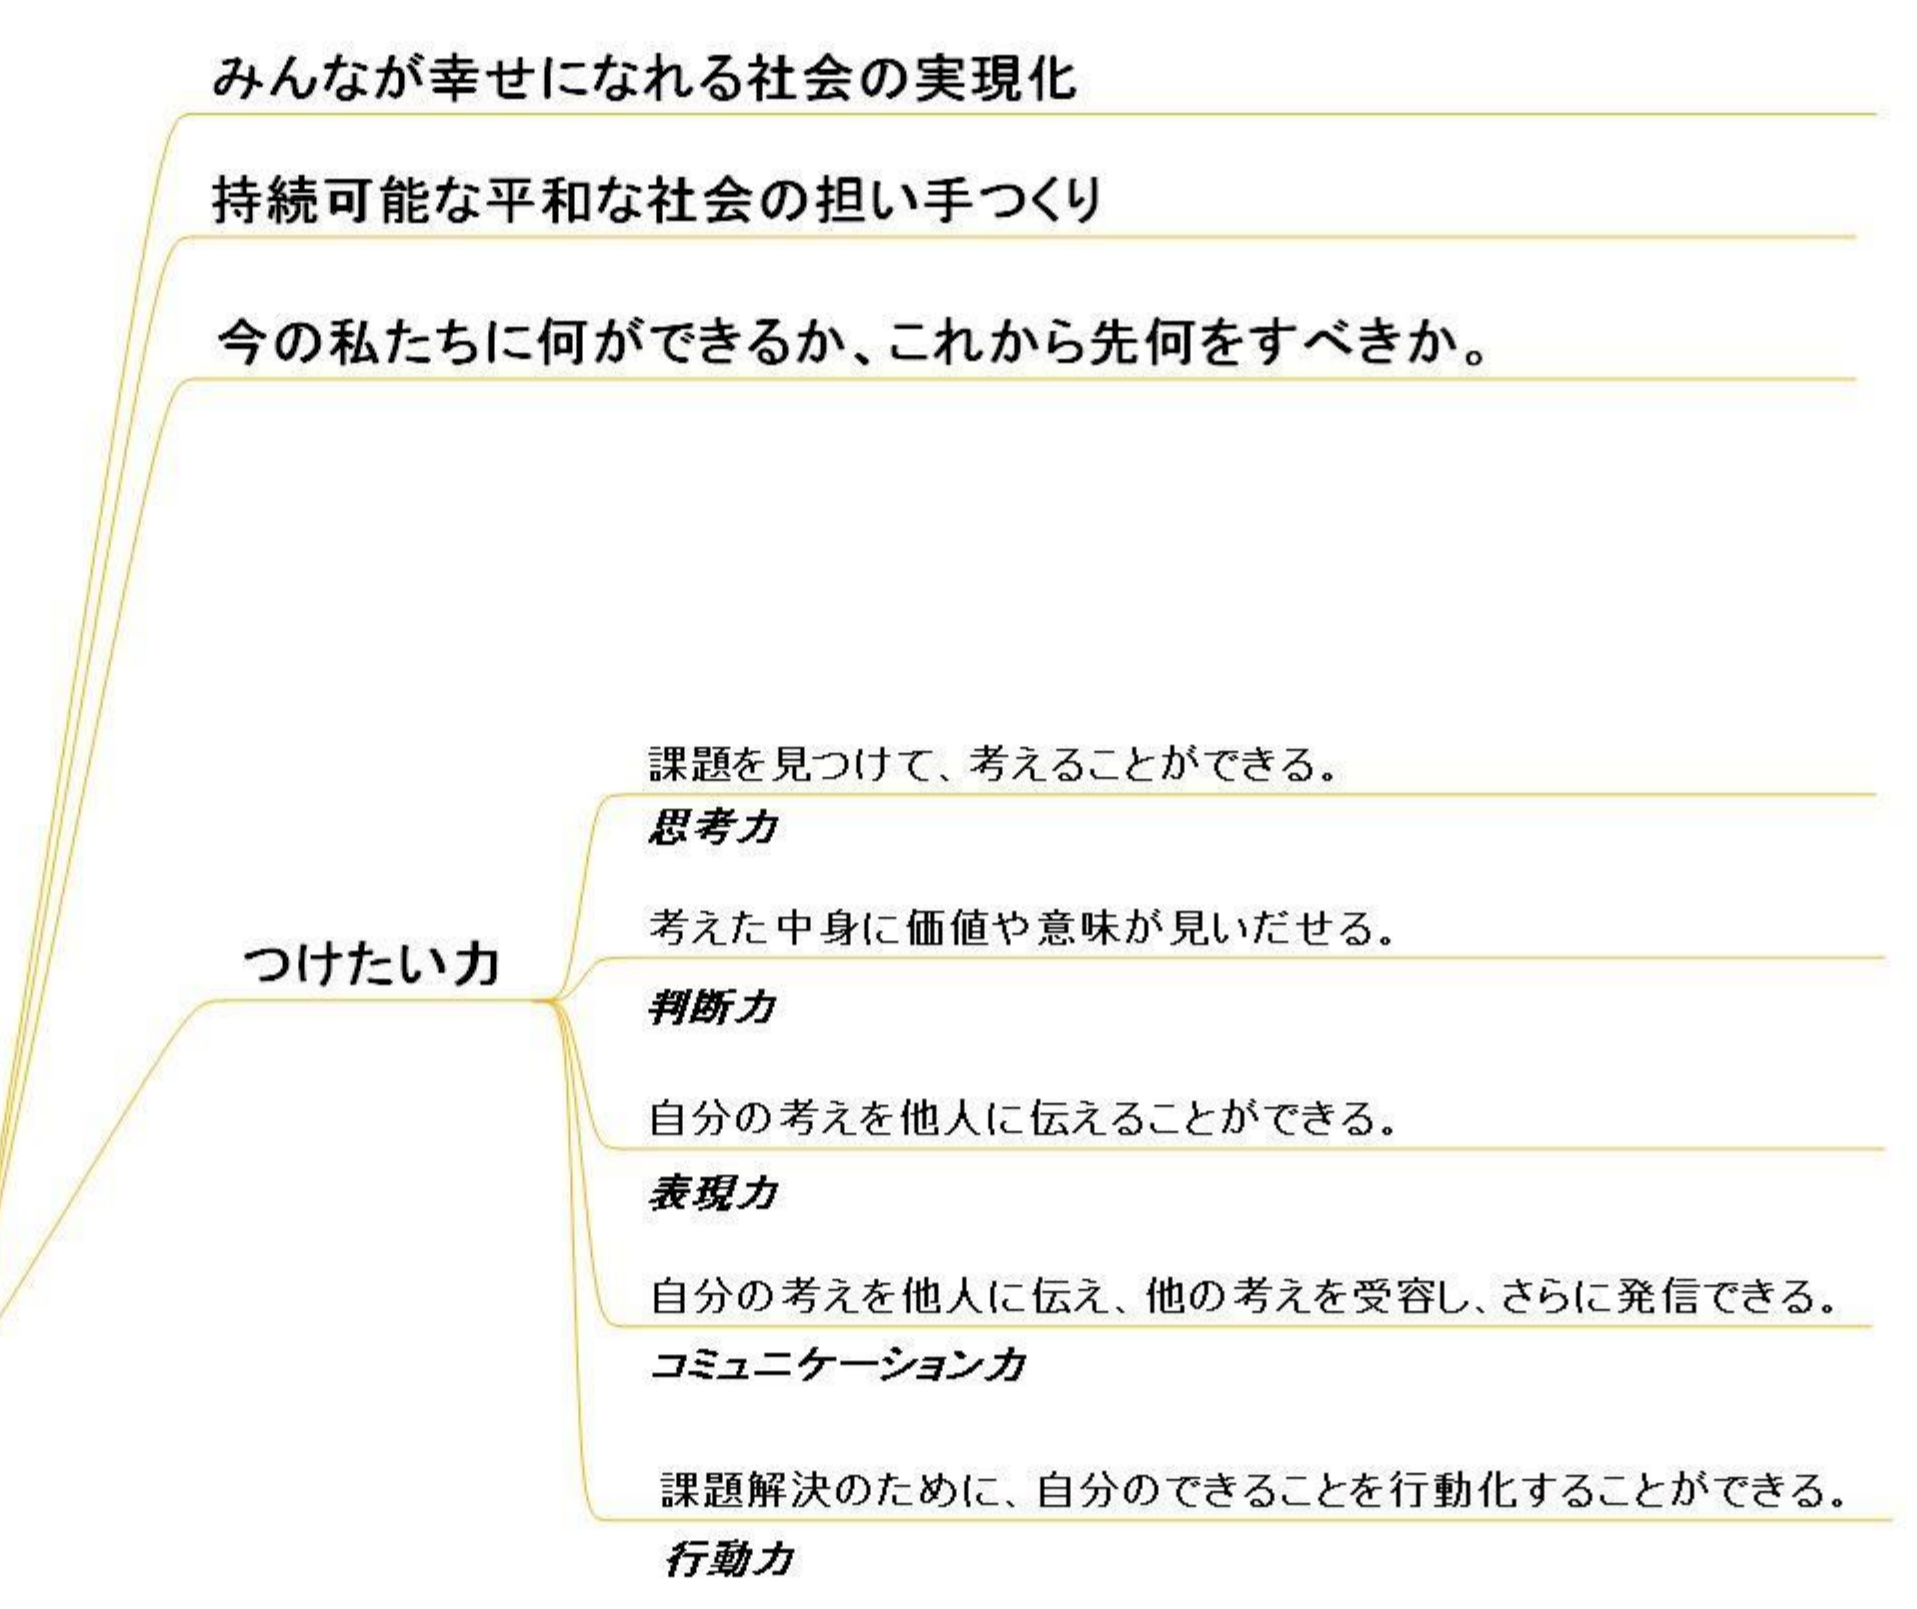 みんなが幸せになれる社会の実現化
持続可能な平和な社会の担い手つくり
今の私たちに何ができるか、これから先何をすべきか。
つけたい力
課題を見つけて、考えることができる。
思考力
考えた中身に価値や意味が見いだせる。
判断力
自分の考えを他人に伝えることができる。
表現力
自分の考えを他人に伝え、他の考えを受容し、さらに発信できる。
コミュニケーション力
課題解決のために、自分のできることを行動化することができる。
行動力